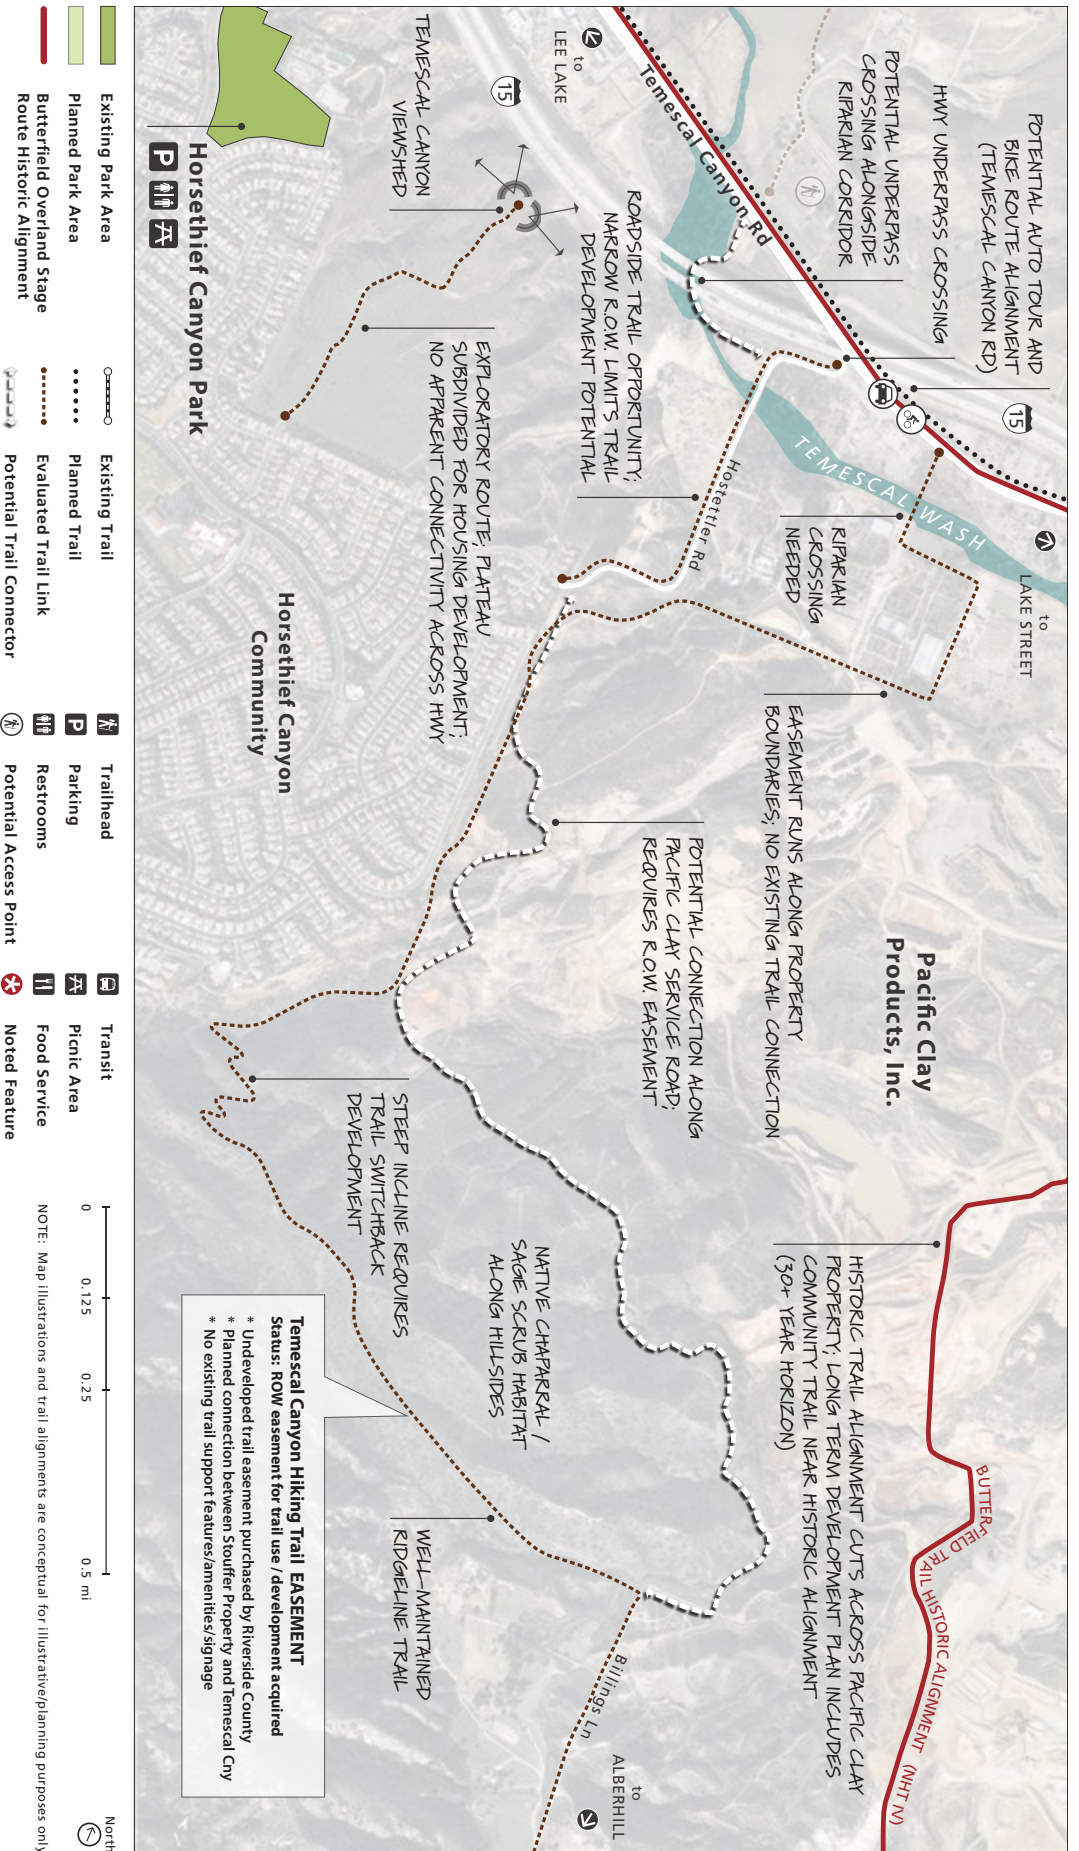 POTENTIAL AUTO TOUR AND
BIKE ROUTE ALIGNMENT
(TEMESCAL CANYON RD)
HWY UNDERPASS CROSSING
POTENTIAL UNDERPASS
CROSSING ALONGSIDE
RIPARIAN CORRIDOR
to
LEE LAKE
Temescal Canyon Rd
15
15
TEMESCAL CANYON
VIEWSHED
ROADSIDE TRAIL OPPORTUNITY;
NARROW R.O.W. LIMITS TRAIL
DEVELOPMENT POTENTIAL
TEMESCAL WASH
to
LAKE STREET
RIPARIAN
CROSSING
NEEDED
Hostettler Rd
EXPLORATORY ROUTE; PLATEAU
SUBDIVIDED FOR HOUSING DEVELOPMENT;
NO APPARENT CONNECTIVITY ACROSS HWY
Horsethief Canyon Park
P
Horsethief Canyon
Community
EASEMENT RUNS ALONG PROPERTY
BOUNDARIES; NO EXISTING TRAIL CONNECTION
POTENTIAL CONNECTION ALONG
PACIFIC CLAY SERVICE ROAD;
REQUIRES R.O.W. EASEMENT
Pacific Clay
Products, Inc.
HISTORIC TRAIL ALIGNMENT CUTS ACROSS PACIFIC CLAY
PROPERTY; LONG TERM DEVELOPMENT PLAN INCLUDES
COMMUNITY TRAIL NEAR HISTORIC ALIGNMENT
(30+ YEAR HORIZON)
BUTTERFIELD TRAIL HISTORIC ALIGNMENT (NHT IV)
STEEP INCLINE REQUIRES
TRAIL SWITCHBACK
DEVELOPMENT
NATIVE CHAPARRAL /
SAGE SCRUB HABITAT
ALONG HILLSIDES
WELL-MAINTAINED
RIDGELINE TRAIL
Billings Ln
to
ALBERHILL
Temescal Canyon Hiking Trail EASEMENT
Status: ROW easement for trail use / development acquired
* Undeveloped trail easement purchased by Riverside County
* Planned connection between Stouffer Property and Temescal Cny
* No existing trail support features/amenities/signage
Existing Park Area
Planned Park Area
Butterfield Overland Stage
Route Historic Alignment
Existing Trail
Planned Trail
Evaluated Trail Link
Potential Trail Connector
Trailhead
P Parking
Restrooms
Potential Access Point
Transit
Picnic Area
Food Service
Noted Feature
0 0.125 0.25 0.5 mi
NOTE: Map illustrations and trail alignments are conceptual for illustrative/planning purposes only
North